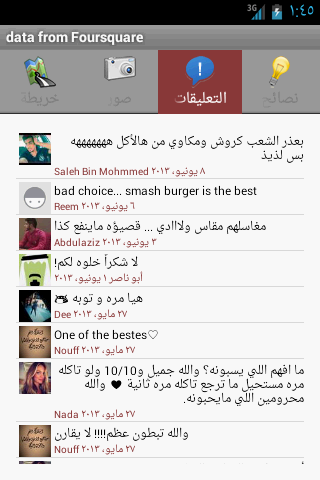 3G ١:٤٥
data from Foursquare
خريطة صور التعليقات نصائح
بعذر الشعب كروش ومكاوي من هالأكل هههههههه
بس لذيذ
Saleh Bin Mohmmed ٨ يونيو، ٢٠١٣
bad choice... smash burger is the best
Reem ٦ يونيو، ٢٠١٣
مغاسلهم مقاس ولااادي ... قصيؤه ماينفع كذا
Abdulaziz ٣ يونيو، ٢٠١٣
لا شكراً خلوه لكم!
أبو ناصر ١ يونيو، ٢٠١٣
هيا مره و توبه
Dee ٢٧ مايو، ٢٠١٣
One of the bestes♡
Nouff ٢٧ مايو، ٢٠١٣
ما افهم اللي يسبونه؟ والله جميل و10/10 ولو تاكله
مره مستحيل ما ترجع تاكله مره ثانية ♥ والله
محرومين اللي مايحبونه.
Nada ٢٧ مايو، ٢٠١٣
والله تبطون عظم!!!! لا يقارن
Nouff ٢٧ مايو، ٢٠١٣